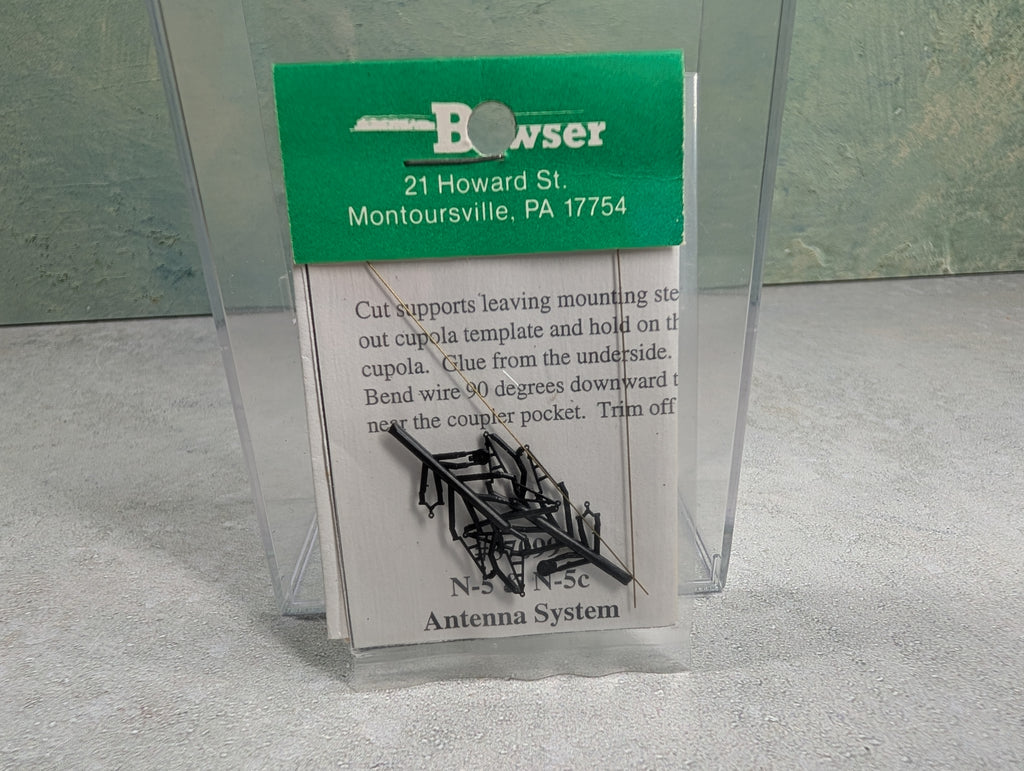 Bowser
21 Howard St.
Montoursville, PA 17754
Cut supports leaving mounting ste
out cupola template and hold on th
cupola. Glue from the underside.
Bend wire 90 degrees downward t
near the coupler pocket. Trim off
N-5 & N-5c
Antenna System